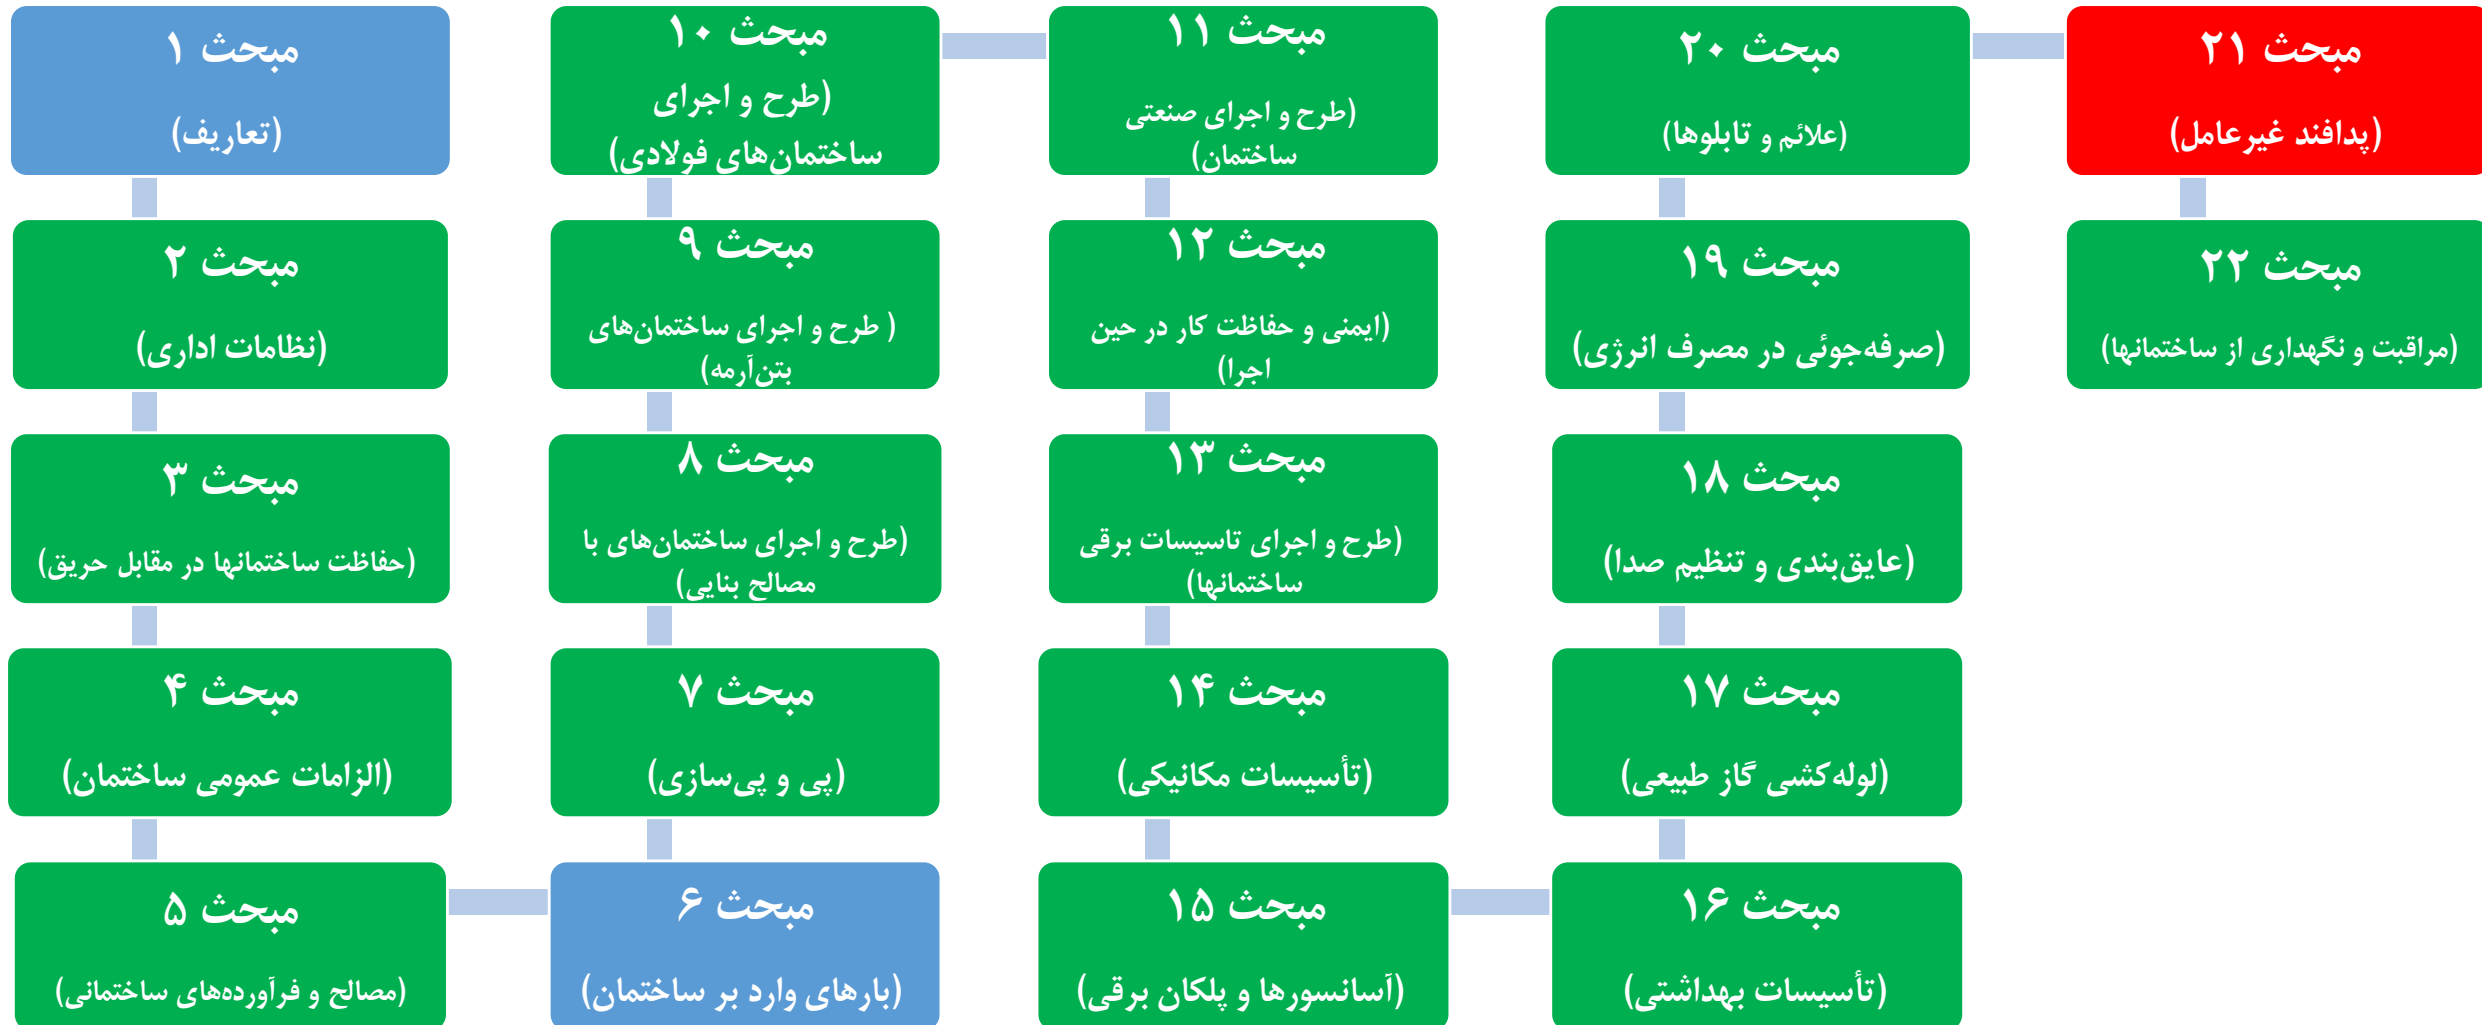 مبحث ۱
(تعاریف)
مبحث ۲
(نظامات اداری)
مبحث ۳
(حفاظت ساختمانها در مقابل حریق)
مبحث ۴
(الزامات عمومی ساختمان)
مبحث ۵
(مصالح و فرآورده‌های ساختمانی)
مبحث ۶
(بارهای وارد بر ساختمان)
مبحث ۷
(پی و پی‌سازی)
مبحث ۸
(طرح و اجرای ساختمان‌های با
مصالح بنایی)
مبحث ۹
( طرح و اجرای ساختمان‌های
بتن‌آرمه)
مبحث ۱۰
(طرح و اجرای
ساختمان‌های فولادی)
مبحث ۱۱
(طرح و اجرای صنعتی
ساختمان)
مبحث ۱۲
(ایمنی و حفاظت کار در حین
اجرا)
مبحث ۱۳
(طرح و اجرای تاسیسات برقی
ساختمانها)
مبحث ۱۴
(تأسیسات مکانیکی)
مبحث ۱۵
(آسانسورها و پلکان برقی)
مبحث ۱۶
(تأسیسات بهداشتی)
مبحث ۱۷
(لوله‌کشی گاز طبیعی)
مبحث ۱۸
(عایق‌بندی و تنظیم صدا)
مبحث ۱۹
(صرفه‌جوئی در مصرف انرژی)
مبحث ۲۰
(علائم و تابلوها)
مبحث ۲۱
(پدافند غیرعامل)
مبحث ۲۲
(مراقبت و نگهداری از ساختمانها)